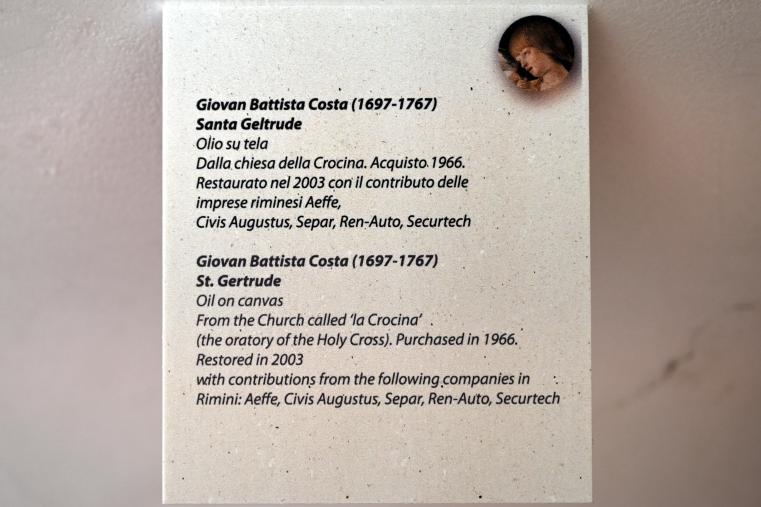 Giovan Battista Costa (1697-1767)
Santa Geltrude
Olio su tela
Dalla chiesa della Crocina. Acquisto 1966.
Restaurato nel 2003 con il contributo delle
imprese riminesi Aeffe,
Civis Augustus, Separ, Ren-Auto, Securtech
Giovan Battista Costa (1697-1767)
St. Gertrude
Oil on canvas
From the Church called ‘la Crocina’
(the oratory of the Holy Cross). Purchased in 1966.
Restored in 2003
with contributions from the following companies in
Rimini: Aeffe, Civis Augustus, Separ, Ren-Auto, Securtech